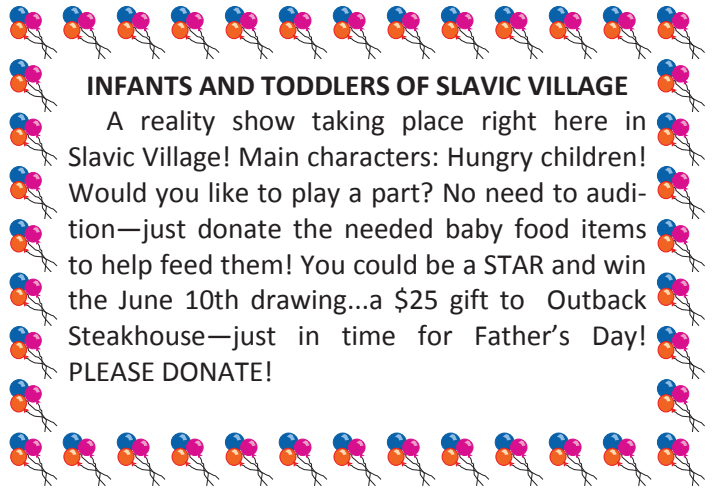 INFANTS AND TODDLERS OF SLAVIC VILLAGE
A reality show taking place right here in
Slavic Village! Main characters: Hungry children!
Would you like to play a part? No need to audi-
tion—just donate the needed baby food items
to help feed them! You could be a STAR and win
the June 10th drawing...a $25 gift to Outback
Steakhouse—just in time for Father’s Day!
PLEASE DONATE!